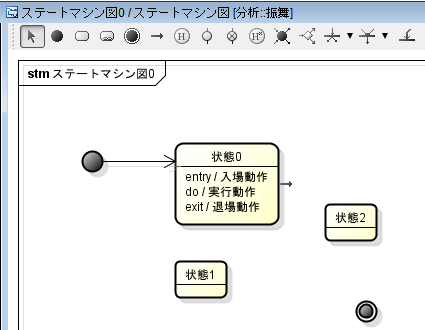 ステートマシン図0 / ステートマシン図 [分析::振舞]
H H*
stm ステートマシン図0
状態0
entry / 入場動作
do / 実行動作
exit / 退場動作
状態2
状態1